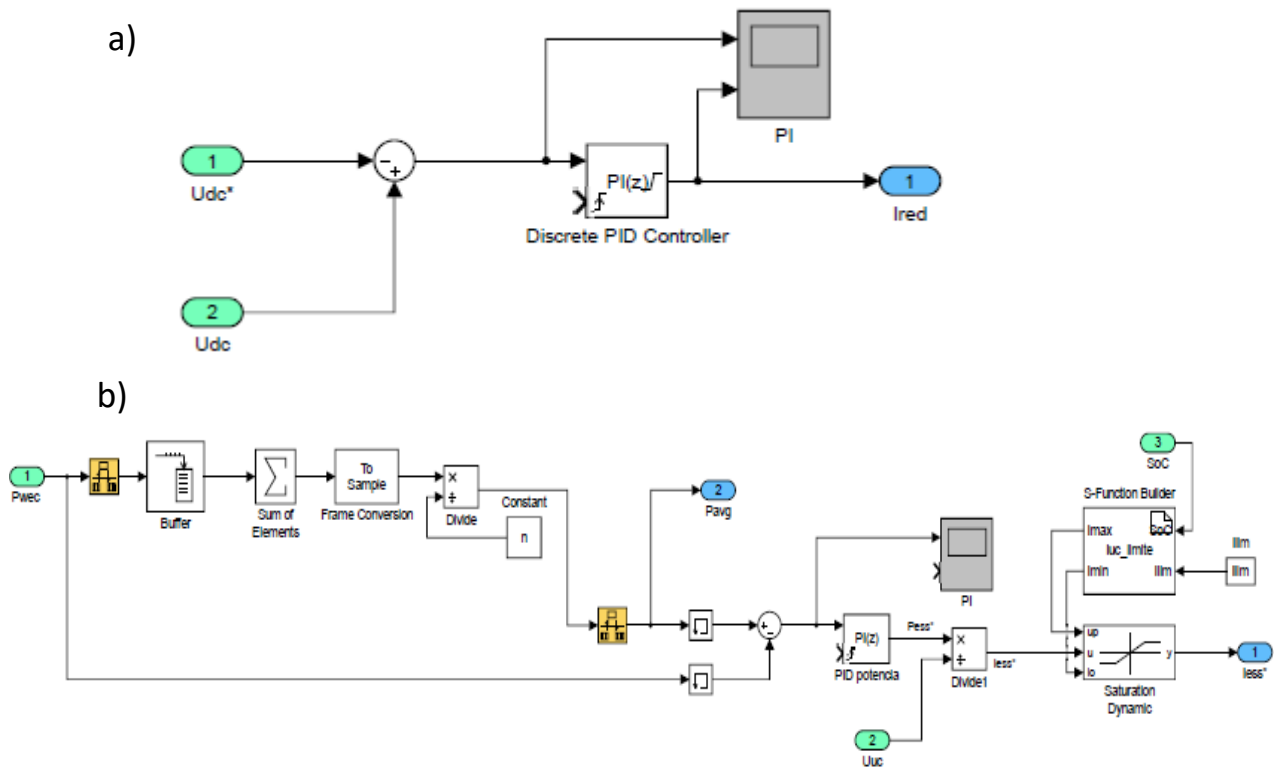 a)
PI
1
Udc*
-
+
PI(z)
Discrete PID Controller
1
Ired
2
Udc
b)
3
SoC
S-Function Builder
1
Pwec
Buffer
Sum of
Elements
To
Sample
Frame Conversion
×
÷
Divide
Constant
n
2
Pavg
Imax
SoC
Iuc_limite
Imin
Ilim
Ilim
Ilim
PI
+
-
PI(z)
PID potencia
Pess*
×
÷
Divide1
Iess*
up
u
lo
y
Saturation
Dynamic
1
Iess*
2
Uuc